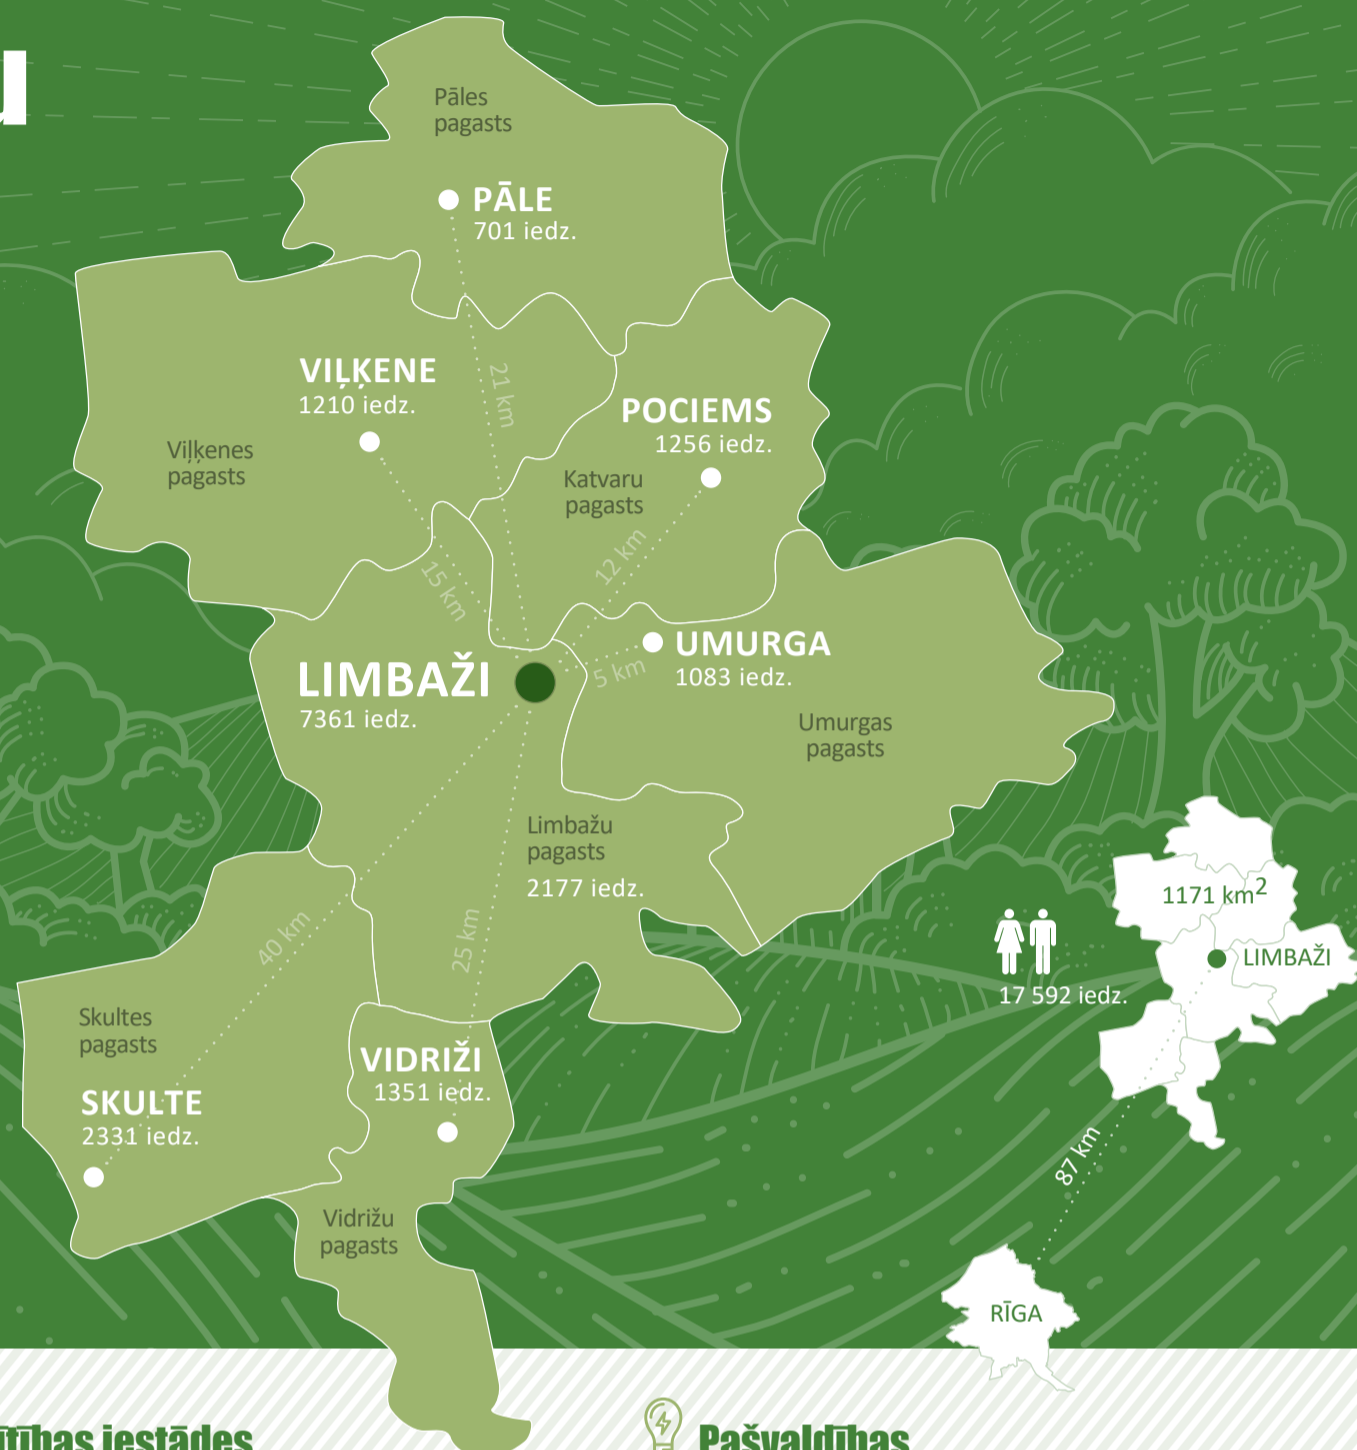 Pāles
pagasts
PĀLE
701 iedz.
VIĻĶENE
1210 iedz.
21 km
POCIEMS
1256 iedz.
Viļķenes
pagasts
Katvaru
pagasts
12 km
15 km
UMURGA
1083 iedz.
5 km
LIMBAŽI
7361 iedz.
Umurgas
pagasts
Limbažu
pagasts
2177 iedz.
1171 km²
LIMBAŽI
17 592 iedz.
40 km
25 km
Skultes
pagasts
VIDRIŽI
1351 iedz.
SKULTE
2331 iedz.
87 km
Vidrižu
pagasts
RĪGA
iestādes
Pašvaldības